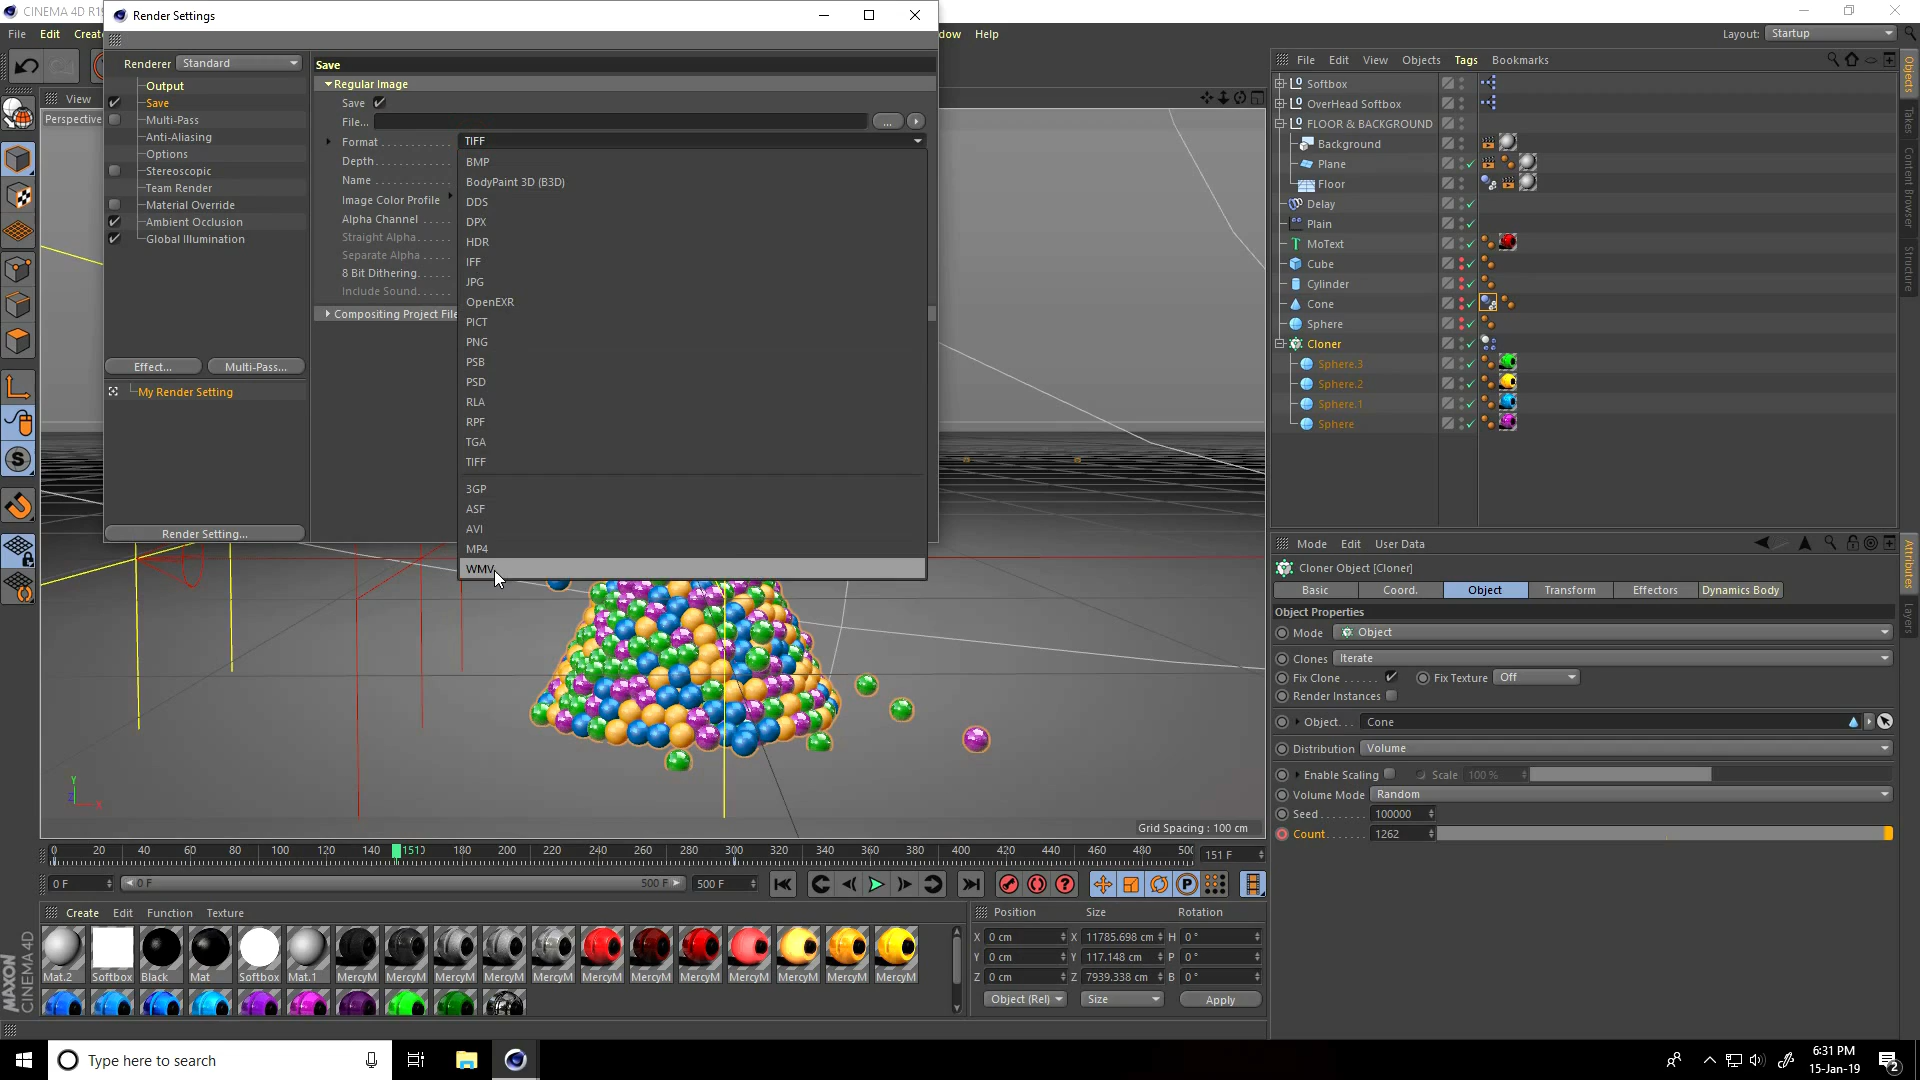 CINEMA 4D R19
Render Settings
File Edit Creat
dow Help
Layout: Startup
Renderer Standard
Output
Save
Multi-Pass
Anti-Aliasing
Options
Stereoscopic
Team Render
Material Override
Ambient Occlusion
Global Illumination
Effect... Multi-Pass...
My Render Setting
Render Setting...
Save
Regular Image
Save
File...
Format TIFF
Depth
Name
Image Color Profile
Alpha Channel
Straight Alpha
Separate Alpha
8 Bit Dithering
Include Sound
Compositing Project File
BMP
BodyPaint 3D (B3D)
DDS
DPX
HDR
IFF
JPG
OpenEXR
PICT
PNG
PSB
PSD
RLA
RPF
TGA
TIFF
3GP
ASF
AVI
MP4
WMV
View
Perspective
Y
Z
X
Grid Spacing : 100 cm
File Edit View Objects Tags Bookmarks
Softbox
OverHead Softbox
FLOOR & BACKGROUND
Background
Plane
Floor
Delay
Plain
MoText
Cube
Cylinder
Cone
Sphere
Cloner
Sphere.3
Sphere.2
Sphere.1
Sphere
Objects
Takes
Content Browser
Structure
Mode Edit User Data
Cloner Object [Cloner]
Basic Coord. Object Transform Effectors Dynamics Body
Object Properties
Mode Object
Clones Iterate
Fix Clone Fix Texture Off
Render Instances
Object... Cone
Distribution Volume
Enable Scaling Scale 100 %
Volume Mode Random
Seed 100000
Count 1262
Attributes
Layers
0 20 40 60 80 100 120 140 151 180 200 220 240 260 280 300 320 340 360 380 400 420 440 460 480 500 151 F
0 F 0 F 500 F 500 F
Create Edit Function Texture
Mat.2 Softbox Black Mat Softbox Mat.1 MercyM MercyM MercyM MercyM MercyM MercyM MercyM MercyM MercyM MercyM MercyM MercyM
MAXON
CINEMA 4D
Position Size Rotation
X 0 cm X 11785.698 cm H 0 °
Y 0 cm Y 117.148 cm P 0 °
Z 0 cm Z 7939.338 cm B 0 °
Object (Rel) Size Apply
Type here to search
6:31 PM
15-Jan-19
2